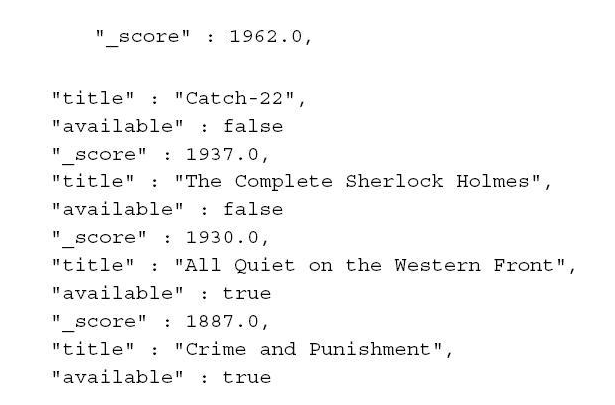 "_score" : 1962.0,
"title" : "Catch-22",
"available" : false
"_score" : 1937.0,
"title" : "The Complete Sherlock Holmes",
"available" : false
"_score" : 1930.0,
"title" : "All Quiet on the Western Front",
"available" : true
"_score" : 1887.0,
"title" : "Crime and Punishment",
"available" : true